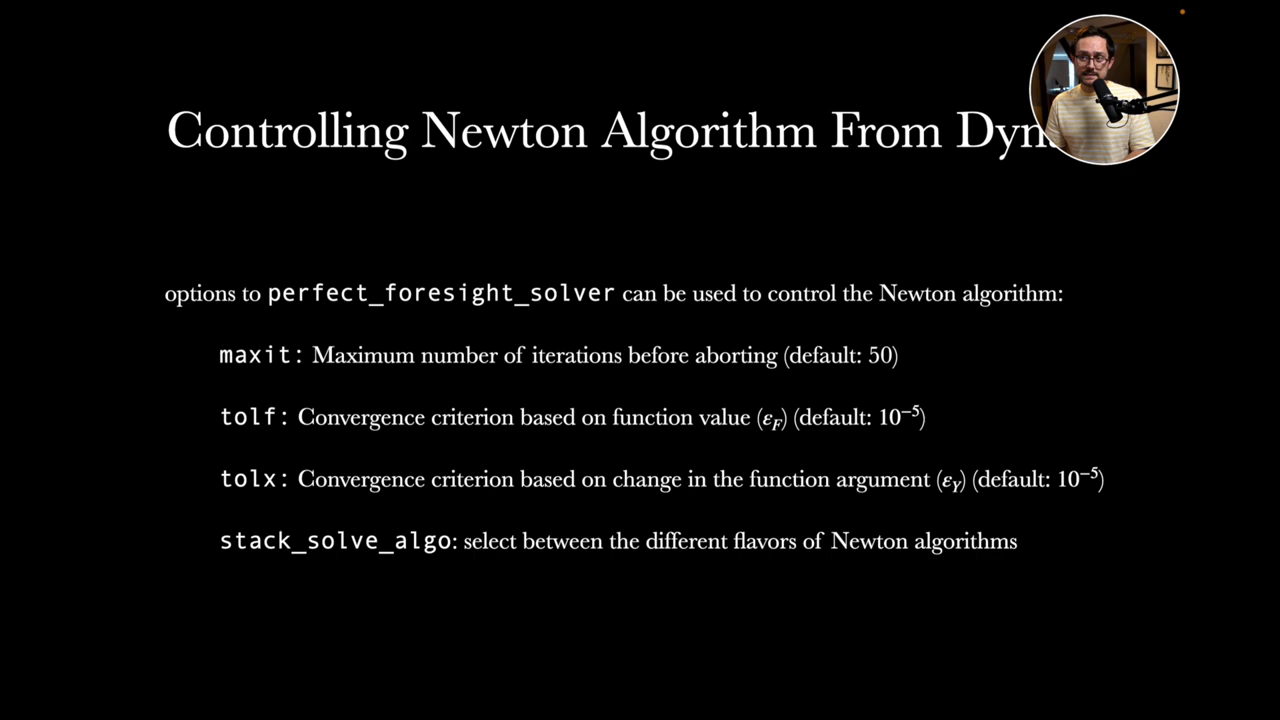 Controlling Newton Algorithm From
options to perfect_foresight_solver can be used to control the Newton algorithm:
maxit: Maximum number of iterations before aborting (default: 50)
tolf: Convergence criterion based on function value (εF) (default: 10⁻⁵)
tolx: Convergence criterion based on change in the function argument (εY) (default: 10⁻⁵)
stack_solve_algo: select between the different flavors of Newton algorithms